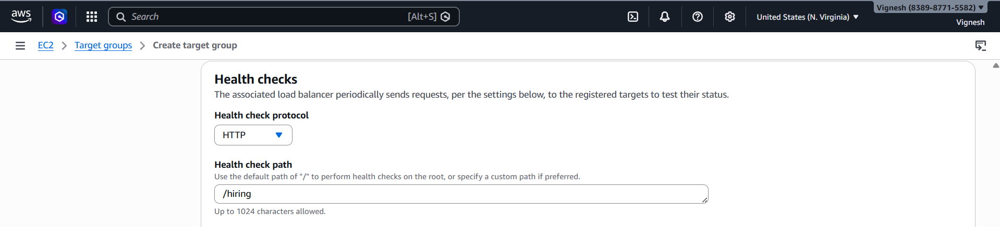 aws
Search [Alt+S]
United States (N. Virginia)
Vignesh (8389-8771-5582)
Vignesh
EC2 Target groups Create target group
Health checks
The associated load balancer periodically sends requests, per the settings below, to the registered targets to test their status.
Health check protocol
HTTP
Health check path
Use the default path of "/" to perform health checks on the root, or specify a custom path if preferred.
/hiring
Up to 1024 characters allowed.